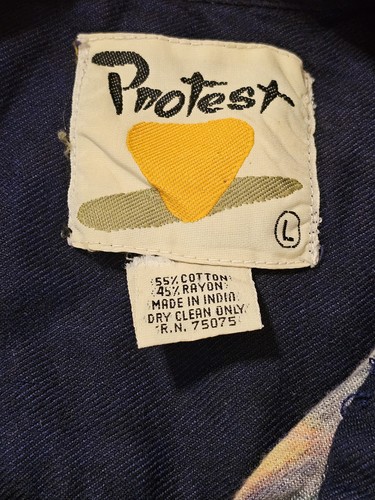 Protest
L
55% COTTON
45% RAYON
MADE IN INDIA
DRY CLEAN ONLY
R.N. 75075